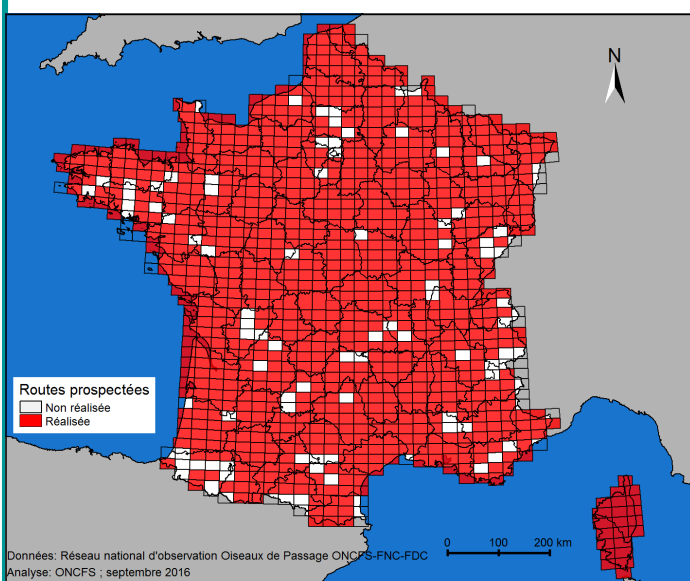 N
Routes prospectées
Non réalisée
Réalisée
0 100 200 km
Données: Réseau national d'observation Oiseaux de Passage ONCFS-FNC-FDC
Analyse: ONCFS ; septembre 2016